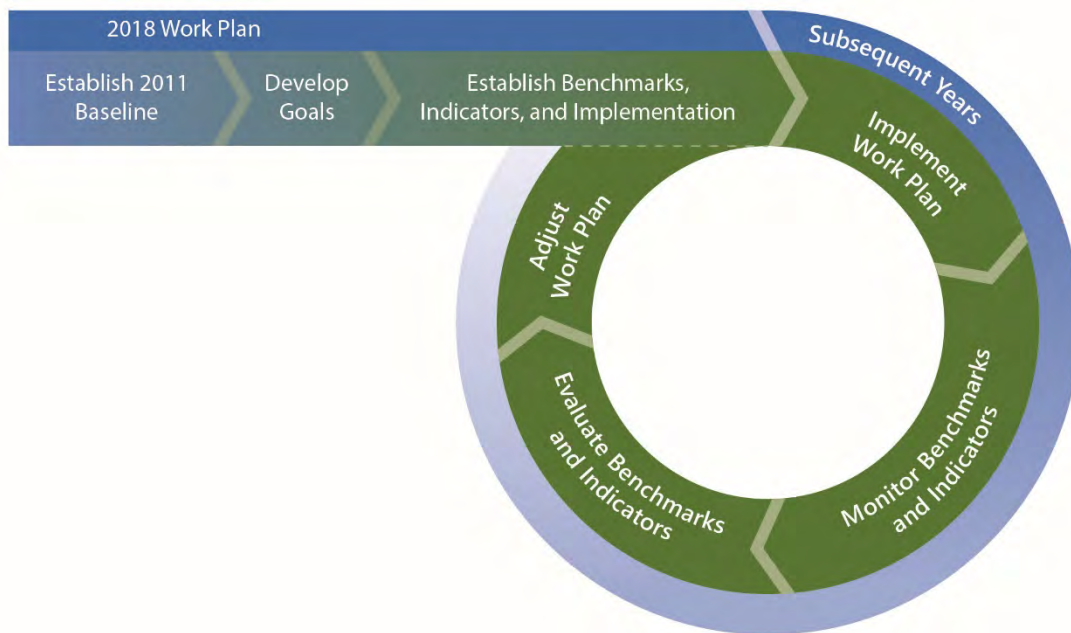 2018 Work Plan
Establish 2011
Baseline
Develop
Goals
Establish Benchmarks,
Indicators, and Implementation
Subsequent Years
Implement
Work Plan
Monitor Benchmarks
and Indicators
Evaluate Benchmarks
and Indicators
Adjust
Work Plan